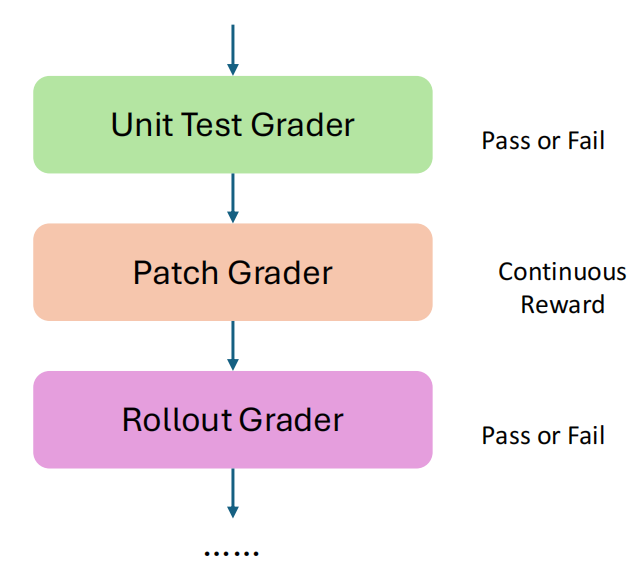 Unit Test Grader
Pass or Fail
Patch Grader
Continuous
Reward
Rollout Grader
Pass or Fail
......